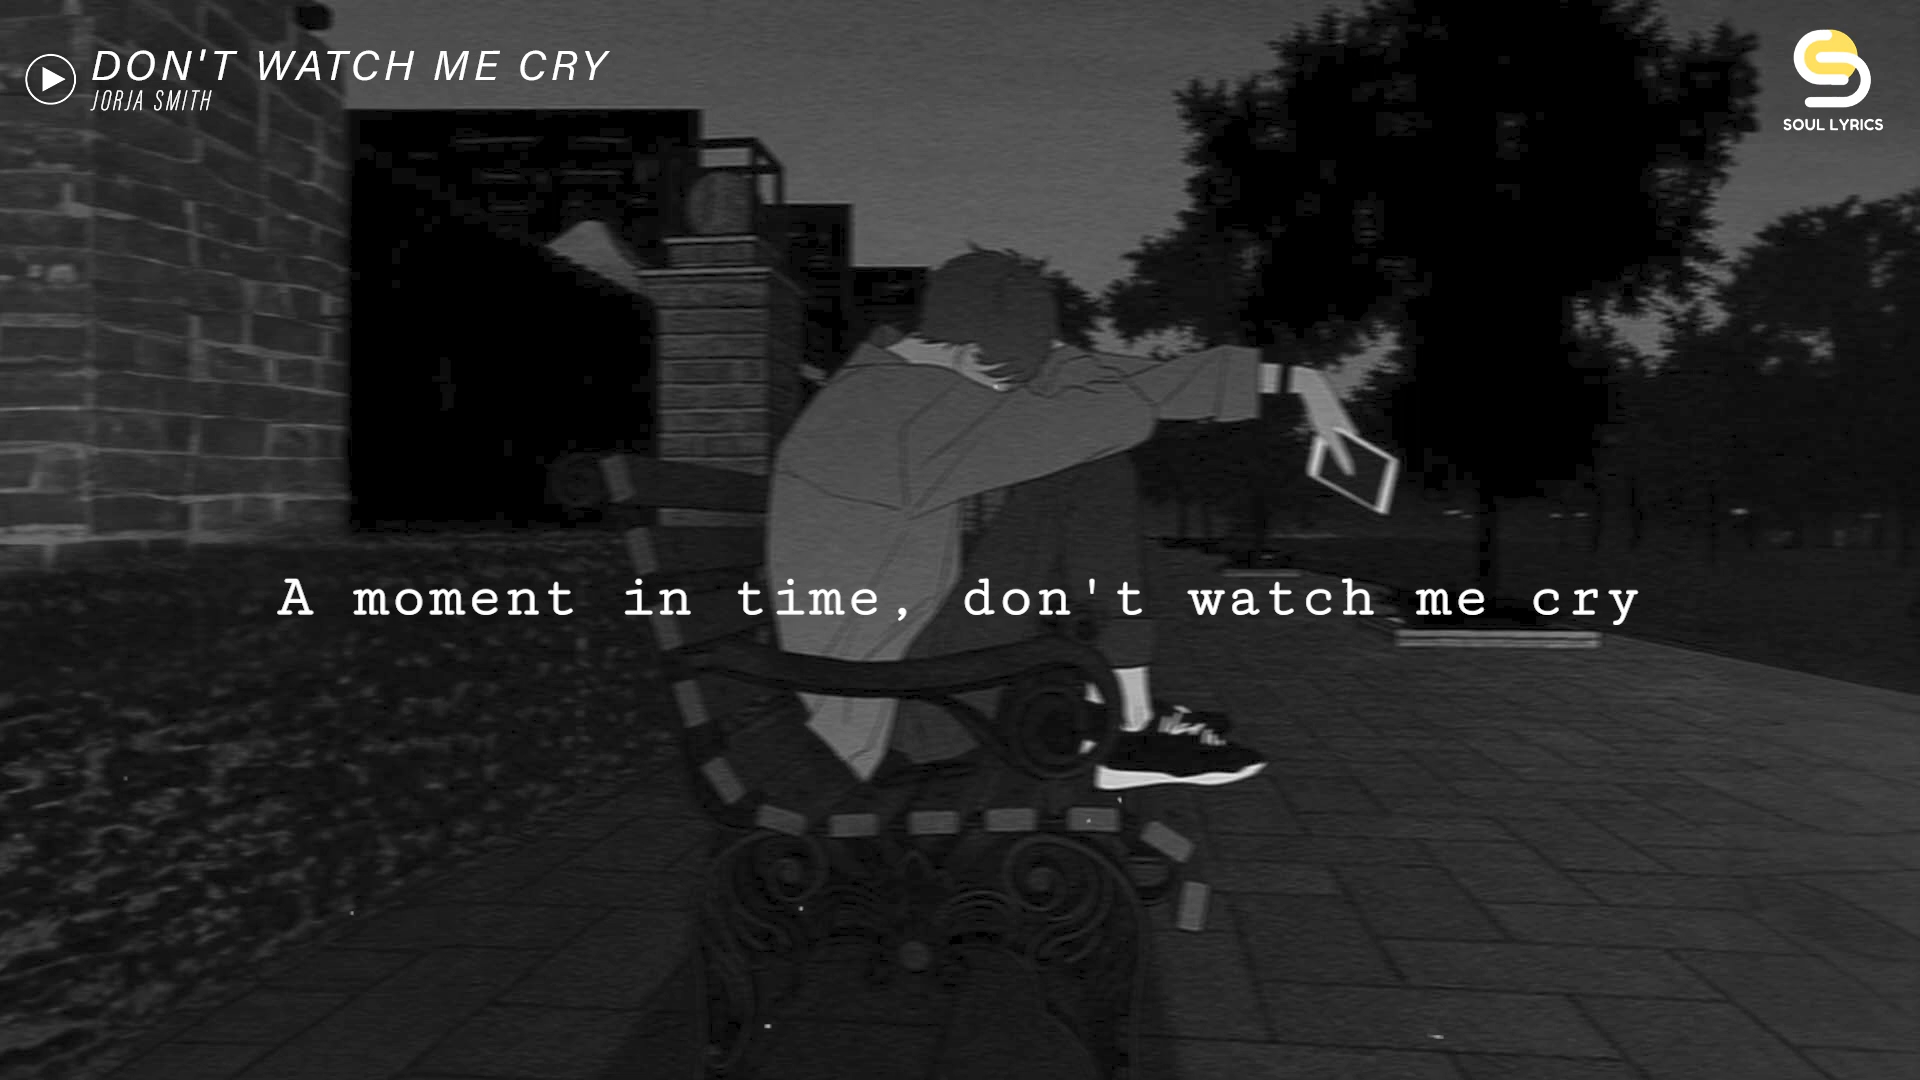 DON'T WATCH ME CRY
JORJA SMITH
SOUL LYRICS
A moment in time, don't watch me cry